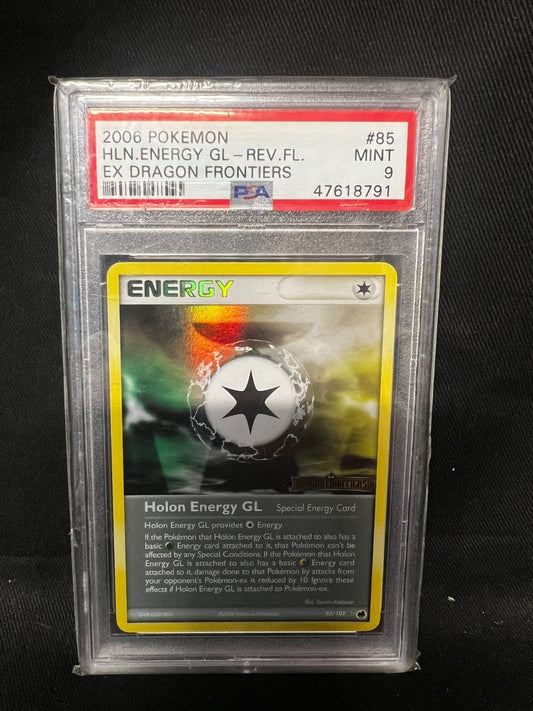 2006 POKEMON #85
HLN.ENERGY GL-REV.FL. MINT
EX DRAGON FRONTIERS 9
PSA 47618791
ENERGY
DRAGON FRONTIERS
Holon Energy GL Special Energy Card
Holon Energy GL provides Energy.
If the Pokémon that Holon Energy GL is attached to also has a
basic Energy card attached to it, that Pokémon can't be
affected by any Special Conditions. If the Pokémon that Holon
Energy GL is attached to also has a basic Energy card
attached to it, damage done to that Pokémon by attacks from
your opponent's Pokémon-ex is reduced by 10. Ignore these
effects if Holon Energy GL is attached to Pokémon-ex.
85/101